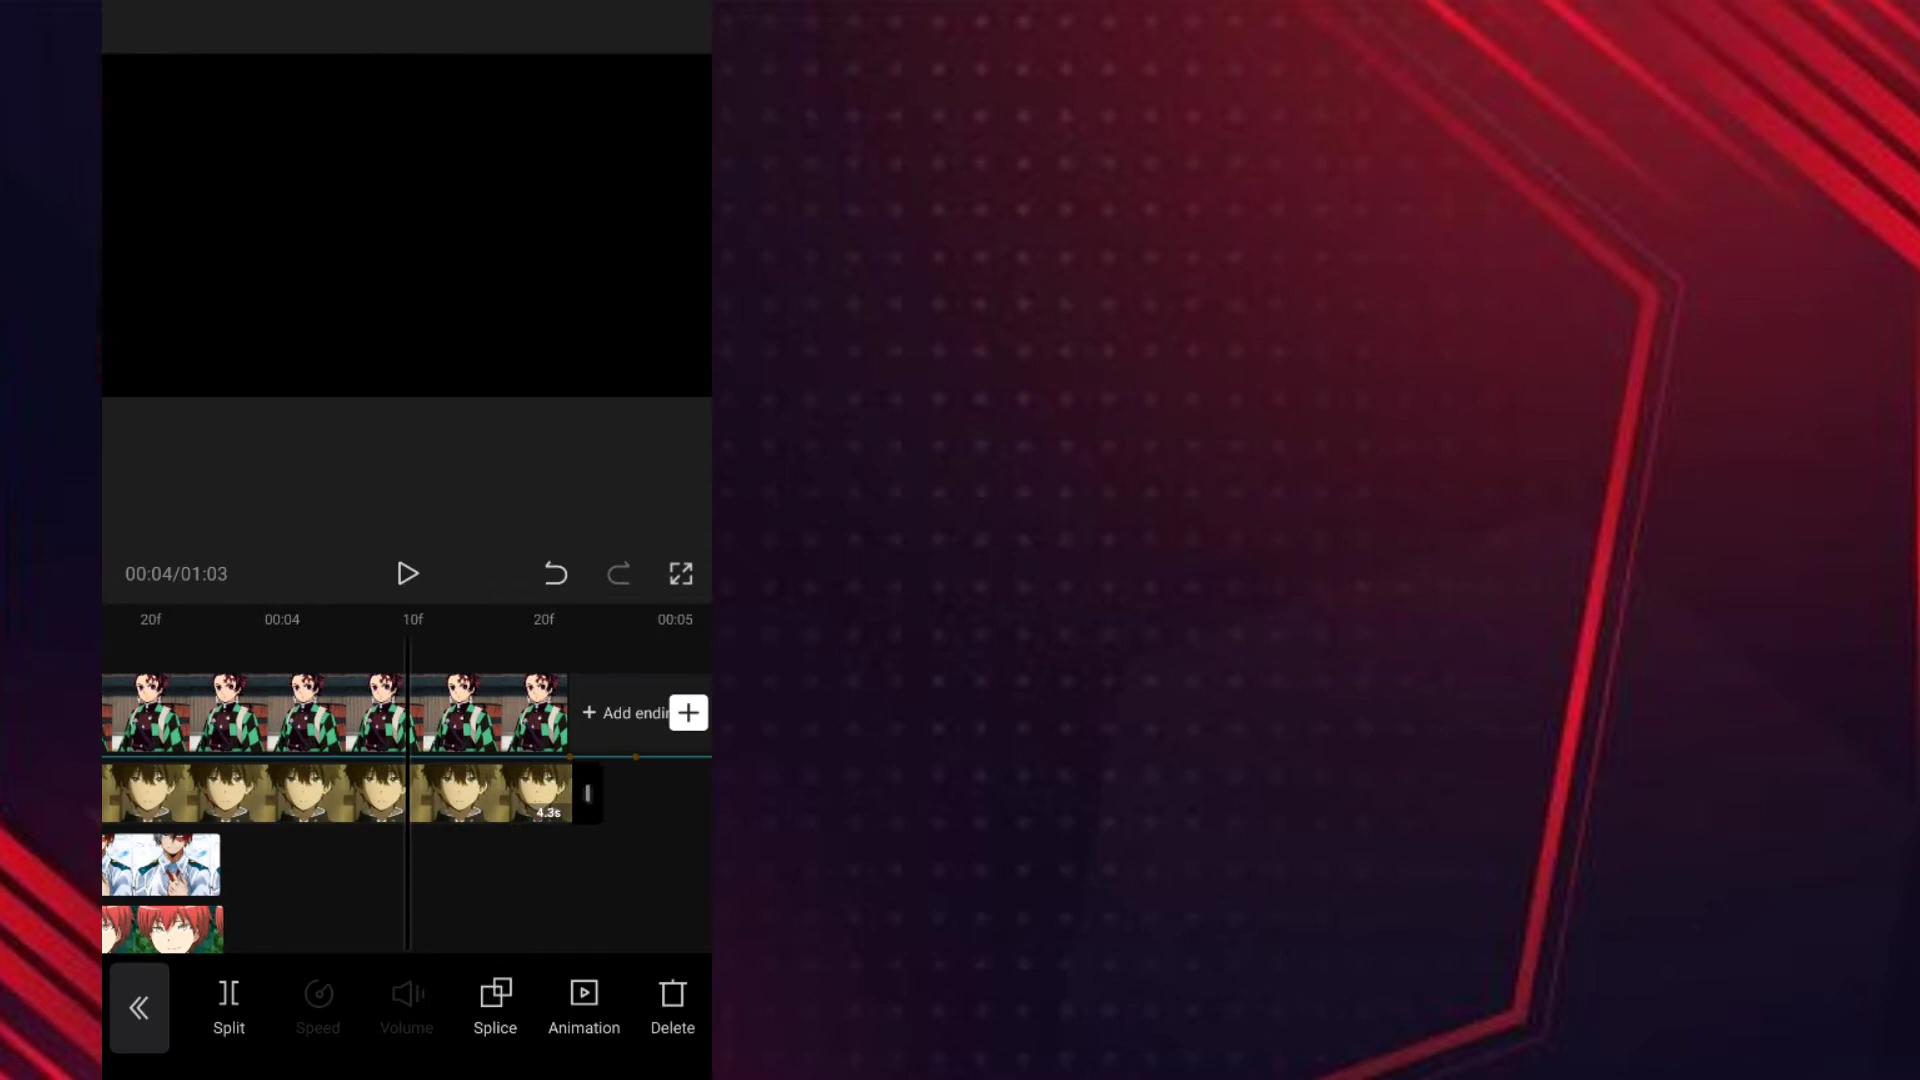 00:04/01:03
20f 00:04 10f 20f 00:05
+ Add endin
4.3s
Split Speed Volume Splice Animation Delete